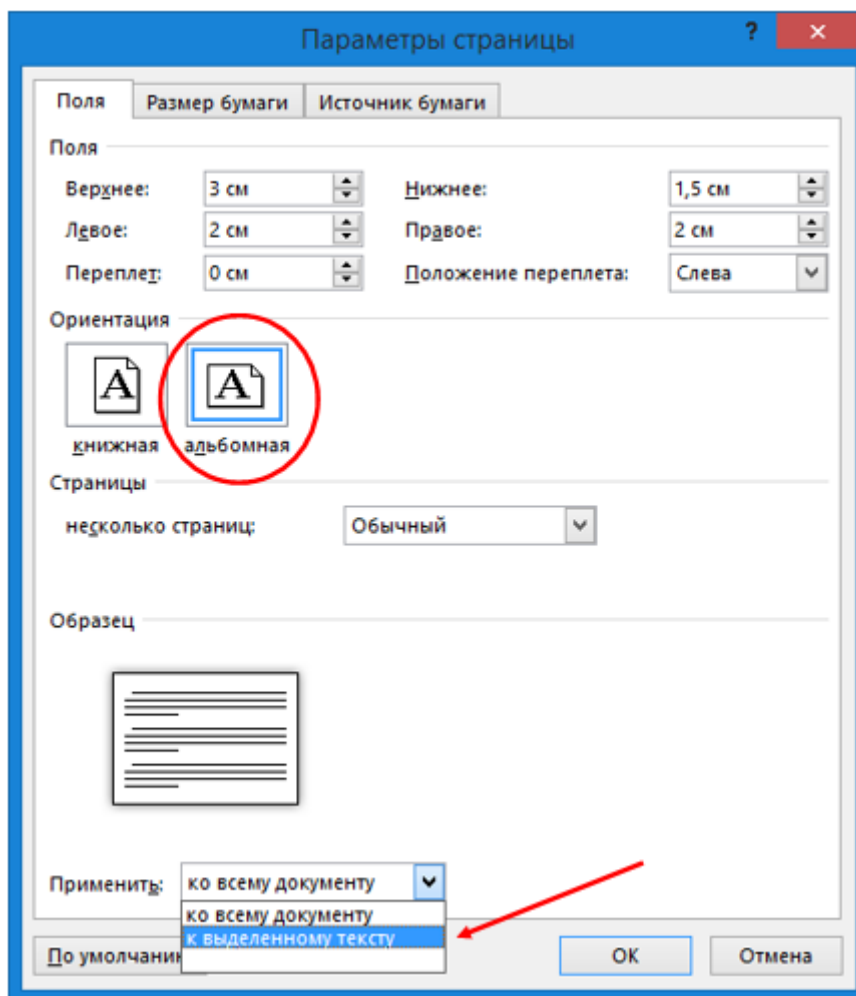 Параметры страницы ?
Поля Размер бумаги Источник бумаги
Поля
Верхнее: 3 см Нижнее: 1,5 см
Левое: 2 см Правое: 2 см
Переплет: 0 см Положение переплета: Слева
Ориентация
A A
книжная альбомная
Страницы
несколько страниц: Обычный
Образец
Применить: ко всему документу
ко всему документу
к выделенному тексту
По умолчани ОК Отмена